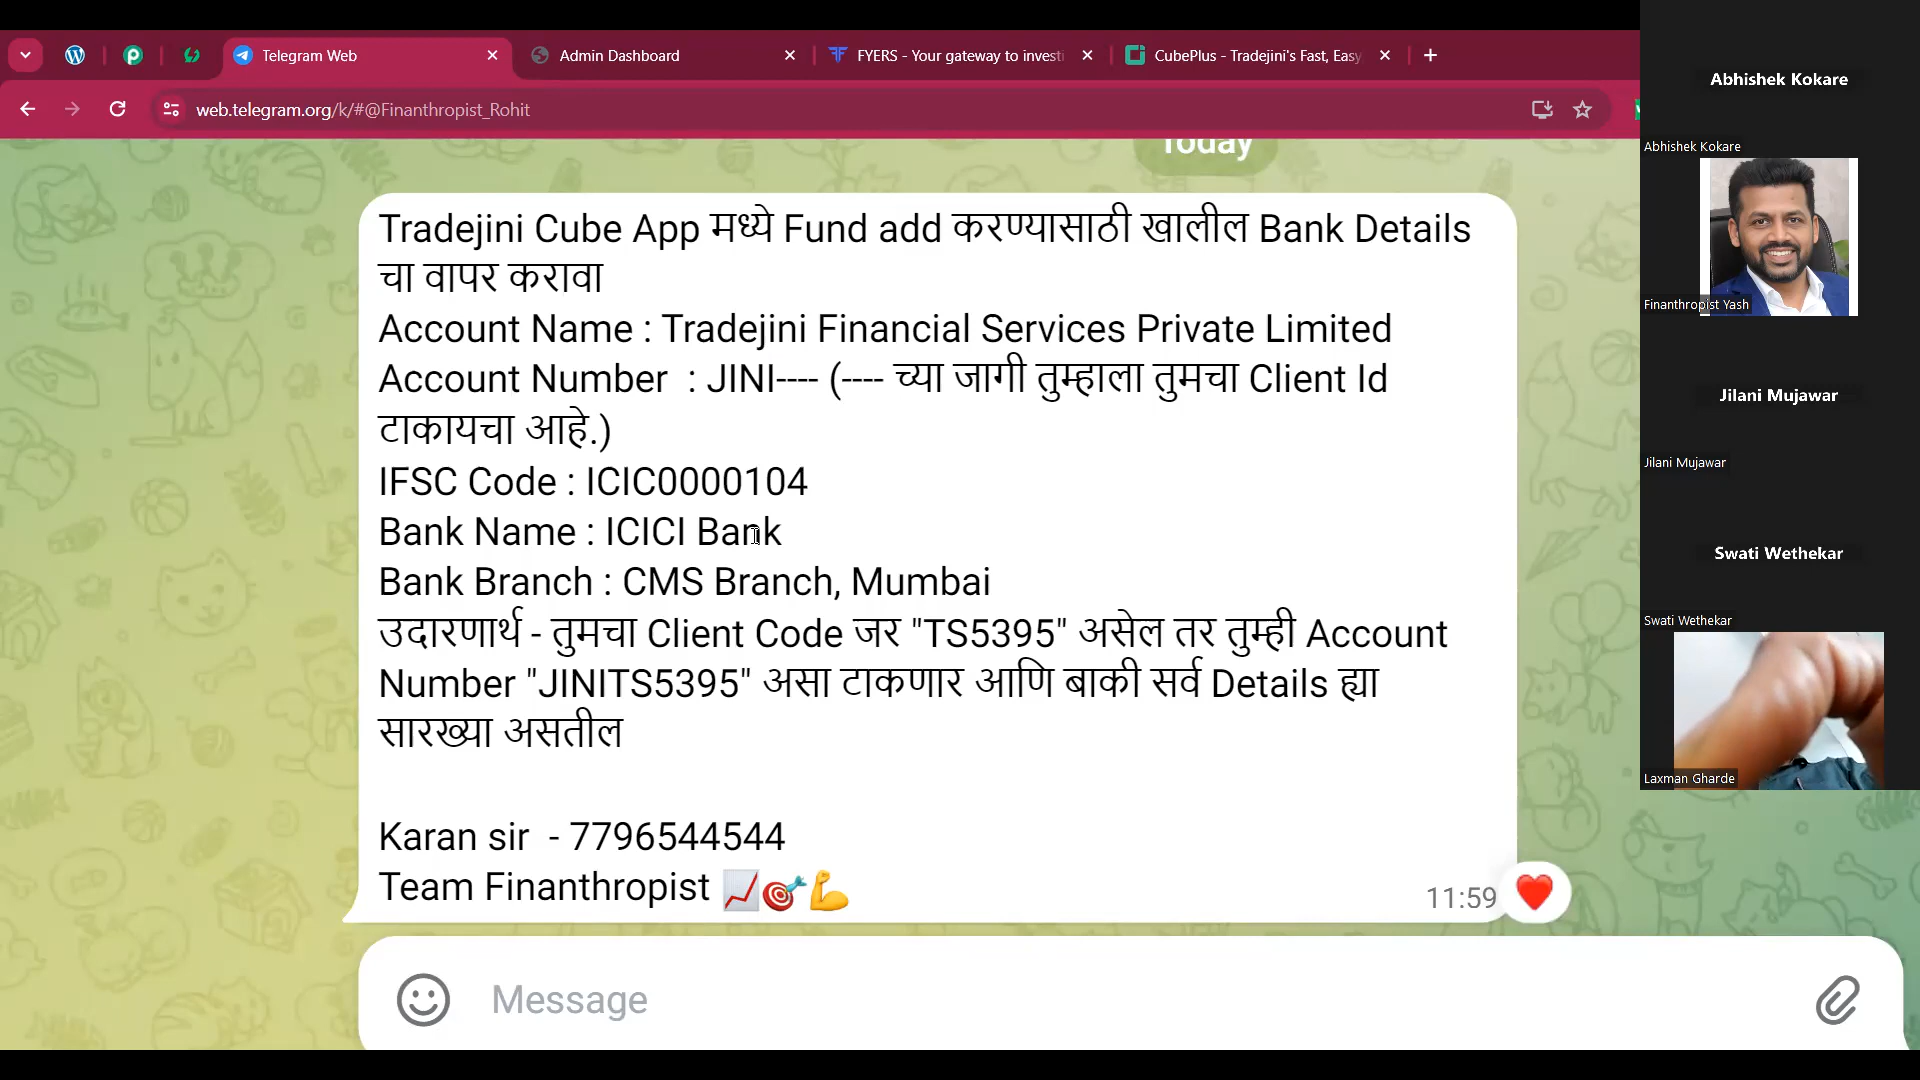 Telegram Web
Admin Dashboard
FYERS - Your gateway to investi
CubePlus - Tradejini's Fast, Easy
web.telegram.org/k/#@Finanthropist_Rohit
Today
Tradejini Cube App मध्ये Fund add करण्यासाठी खालील Bank Details
चा वापर करावा
Account Name : Tradejini Financial Services Private Limited
Account Number : JINI---- (---- च्या जागी तुम्हाला तुमचा Client Id
टाकायचा आहे.)
IFSC Code : ICIC0000104
Bank Name : ICICI Bank
Bank Branch : CMS Branch, Mumbai
उदारणार्थ - तुमचा Client Code जर "TS5395" असेल तर तुम्ही Account
Number "JINITS5395" असा टाकणार आणि बाकी सर्व Details ह्या
सारख्या असतील
Karan sir - 7796544544
Team Finanthropist 📈🎯💪
11:59
Message
Abhishek Kokare
Abhishek Kokare
Finanthropist Yash
Jilani Mujawar
Jilani Mujawar
Swati Wethekar
Swati Wethekar
Laxman Gharde